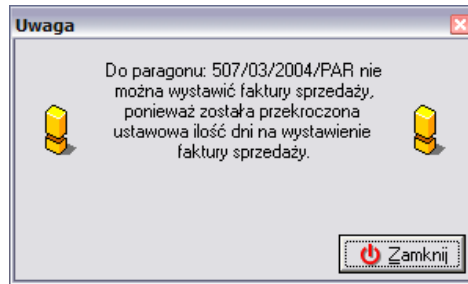 Uwaga
Do paragonu: 507/03/2004/PAR nie
można wystawić faktury sprzedaży,
ponieważ została przekroczona
ustawowa ilość dni na wystawienie
faktury sprzedaży.
Zamknij